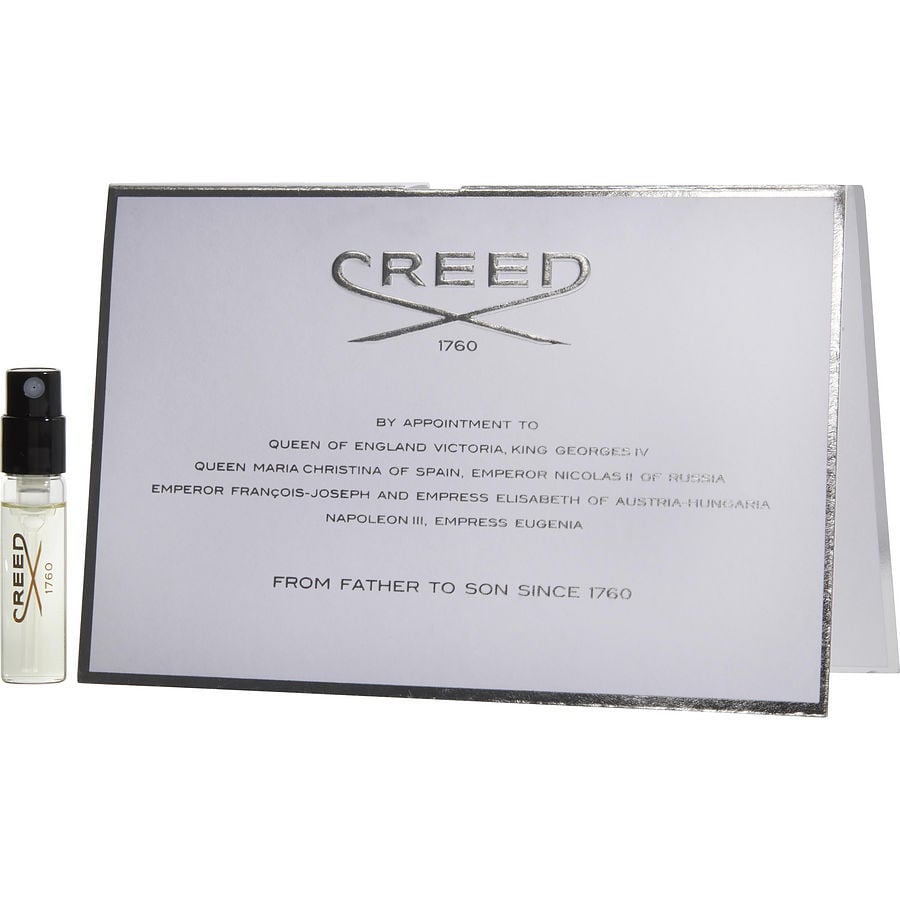 CREED
1760
BY APPOINTMENT TO
QUEEN OF ENGLAND VICTORIA, KING GEORGES IV
QUEEN MARIA CHRISTINA OF SPAIN, EMPEROR NICOLAS II OF RUSSIA
EMPEROR FRANÇOIS-JOSEPH AND EMPRESS ELISABETH OF AUSTRIA-HUNGARIA
NAPOLEON III, EMPRESS EUGENIA
FROM FATHER TO SON SINCE 1760
CREED
1760